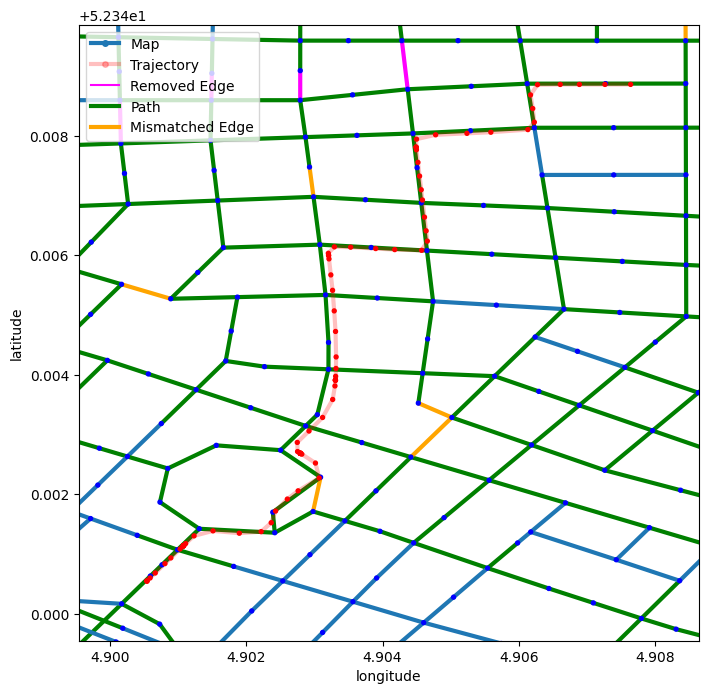 +5.234e1
Map
Trajectory
Removed Edge
Path
Mismatched Edge
0.008
0.006
0.004
0.002
0.000
latitude
4.900 4.902 4.904 4.906 4.908
longitude